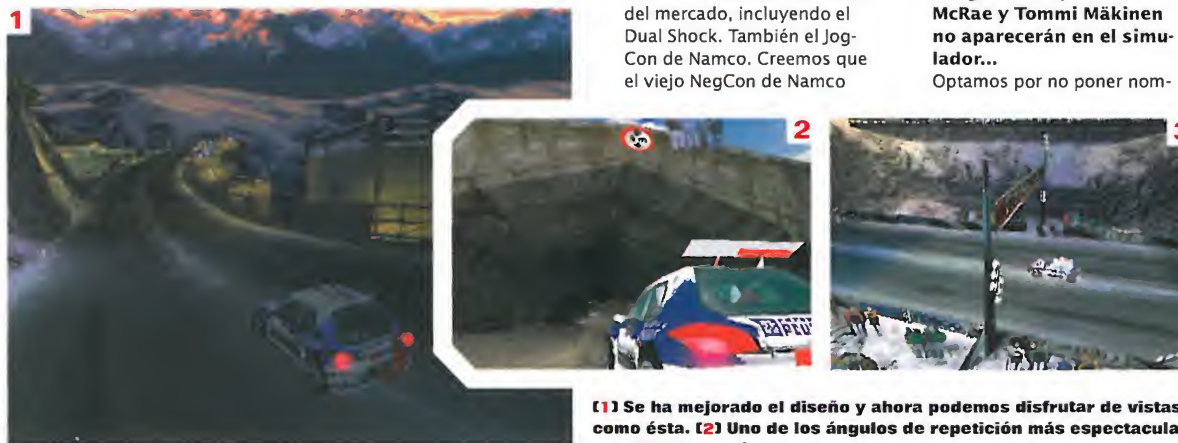 1
del mercado, incluyendo el
Dual Shock. También el Jog-
Con de Namco. Creemos que
el viejo NegCon de Namco
McRae y Tommi Mäkinen
no aparecerán en el simu-
lador...
Optamos por no poner nom-
2
3
[1] Se ha mejorado el diseño y ahora podemos disfrutar de vistas
como ésta. [2] Uno de los ángulos de repetición más espectacula